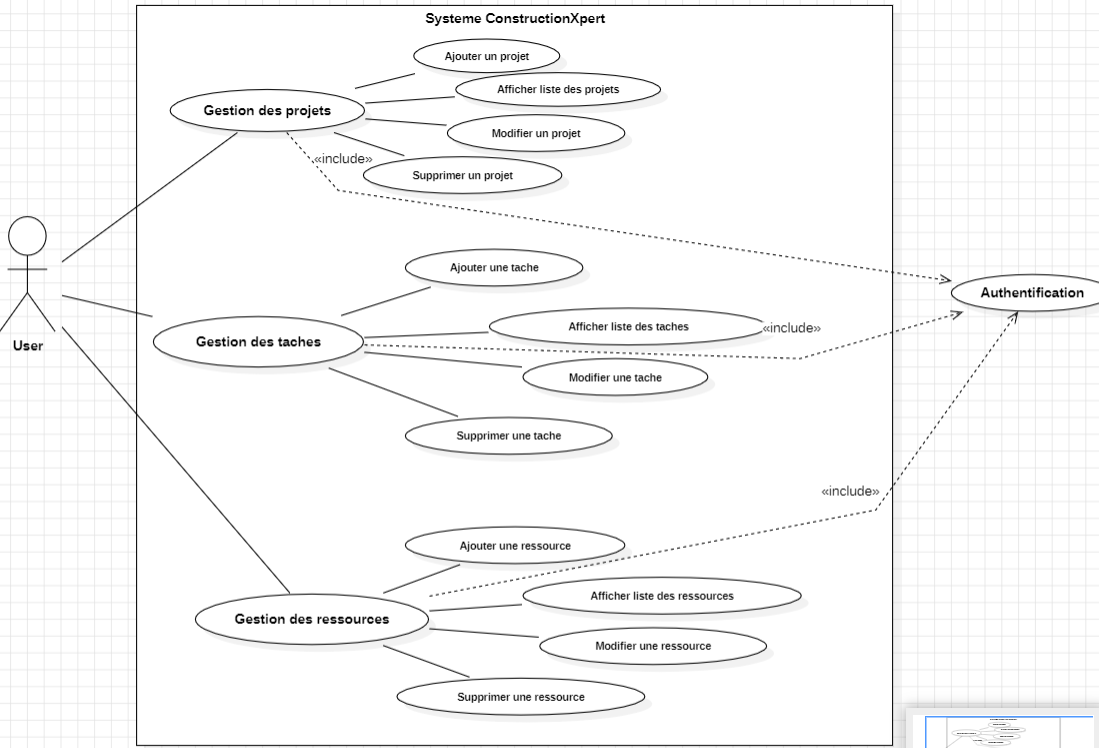 Systeme ConstructionXpert
Ajouter un projet
Afficher liste des projets
Gestion des projets
Modifier un projet
«include»
Supprimer un projet
Ajouter une tache
Authentification
Afficher liste des taches
«include»
Gestion des taches
User
Modifier une tache
Supprimer une tache
«include»
Ajouter une ressource
Afficher liste des ressources
Gestion des ressources
Modifier une ressource
Supprimer une ressource